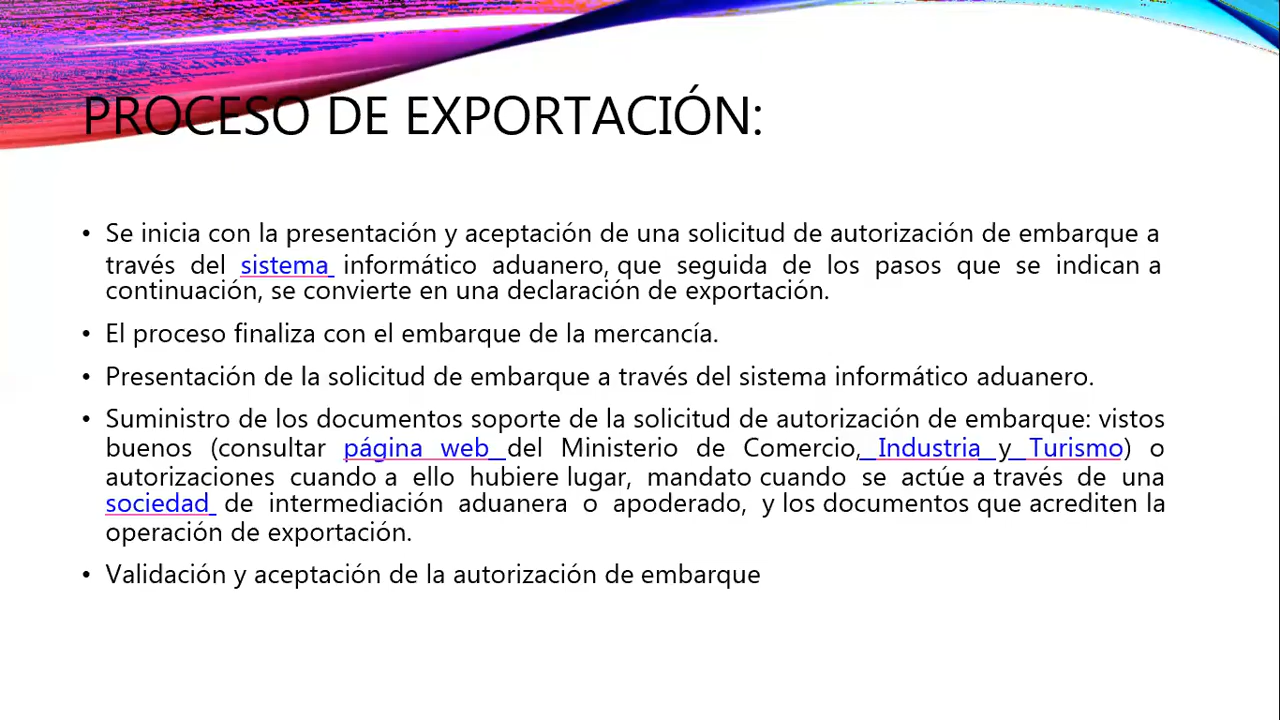 PROCESO DE EXPORTACIÓN:
• Se inicia con la presentación y aceptación de una solicitud de autorización de embarque a
través del sistema informático aduanero, que seguida de los pasos que se indican a
continuación, se convierte en una declaración de exportación.
• El proceso finaliza con el embarque de la mercancía.
• Presentación de la solicitud de embarque a través del sistema informático aduanero.
• Suministro de los documentos soporte de la solicitud de autorización de embarque: vistos
buenos (consultar página web del Ministerio de Comercio, Industria y Turismo) o
autorizaciones cuando a ello hubiere lugar, mandato cuando se actúe a través de una
sociedad de intermediación aduanera o apoderado, y los documentos que acrediten la
operación de exportación.
• Validación y aceptación de la autorización de embarque